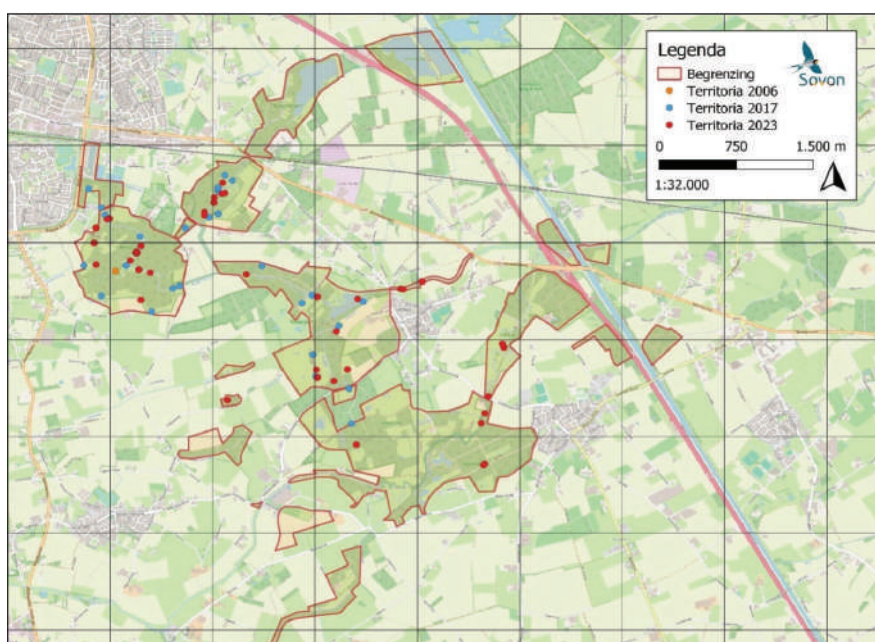 Legenda
Sovon
Begrenzing
Territoria 2006
Territoria 2017
Territoria 2023
0 750 1.500 m
1:32.000